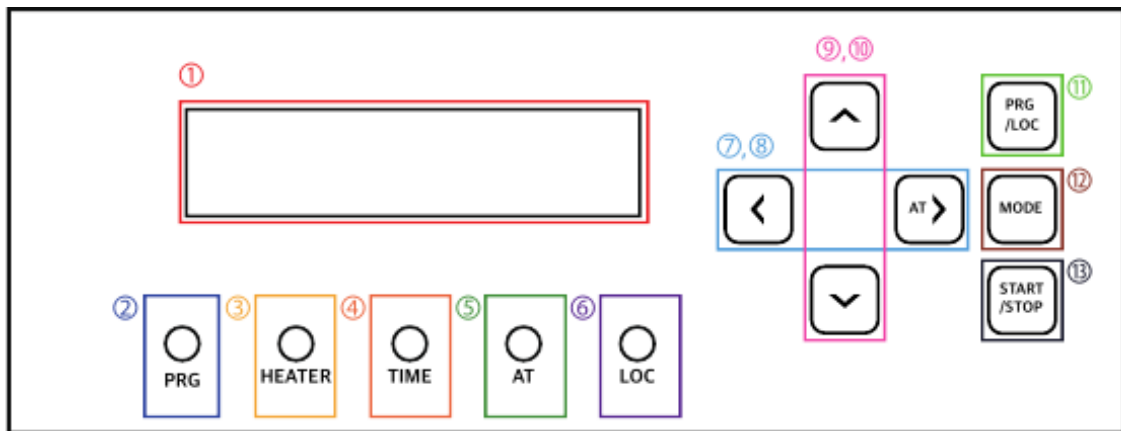 ①
⑨,⑩
PRG
/LOC
⑪
⑦,⑧
AT
MODE
⑫
START
/STOP
⑬
②
PRG
③
HEATER
④
TIME
⑤
AT
⑥
LOC